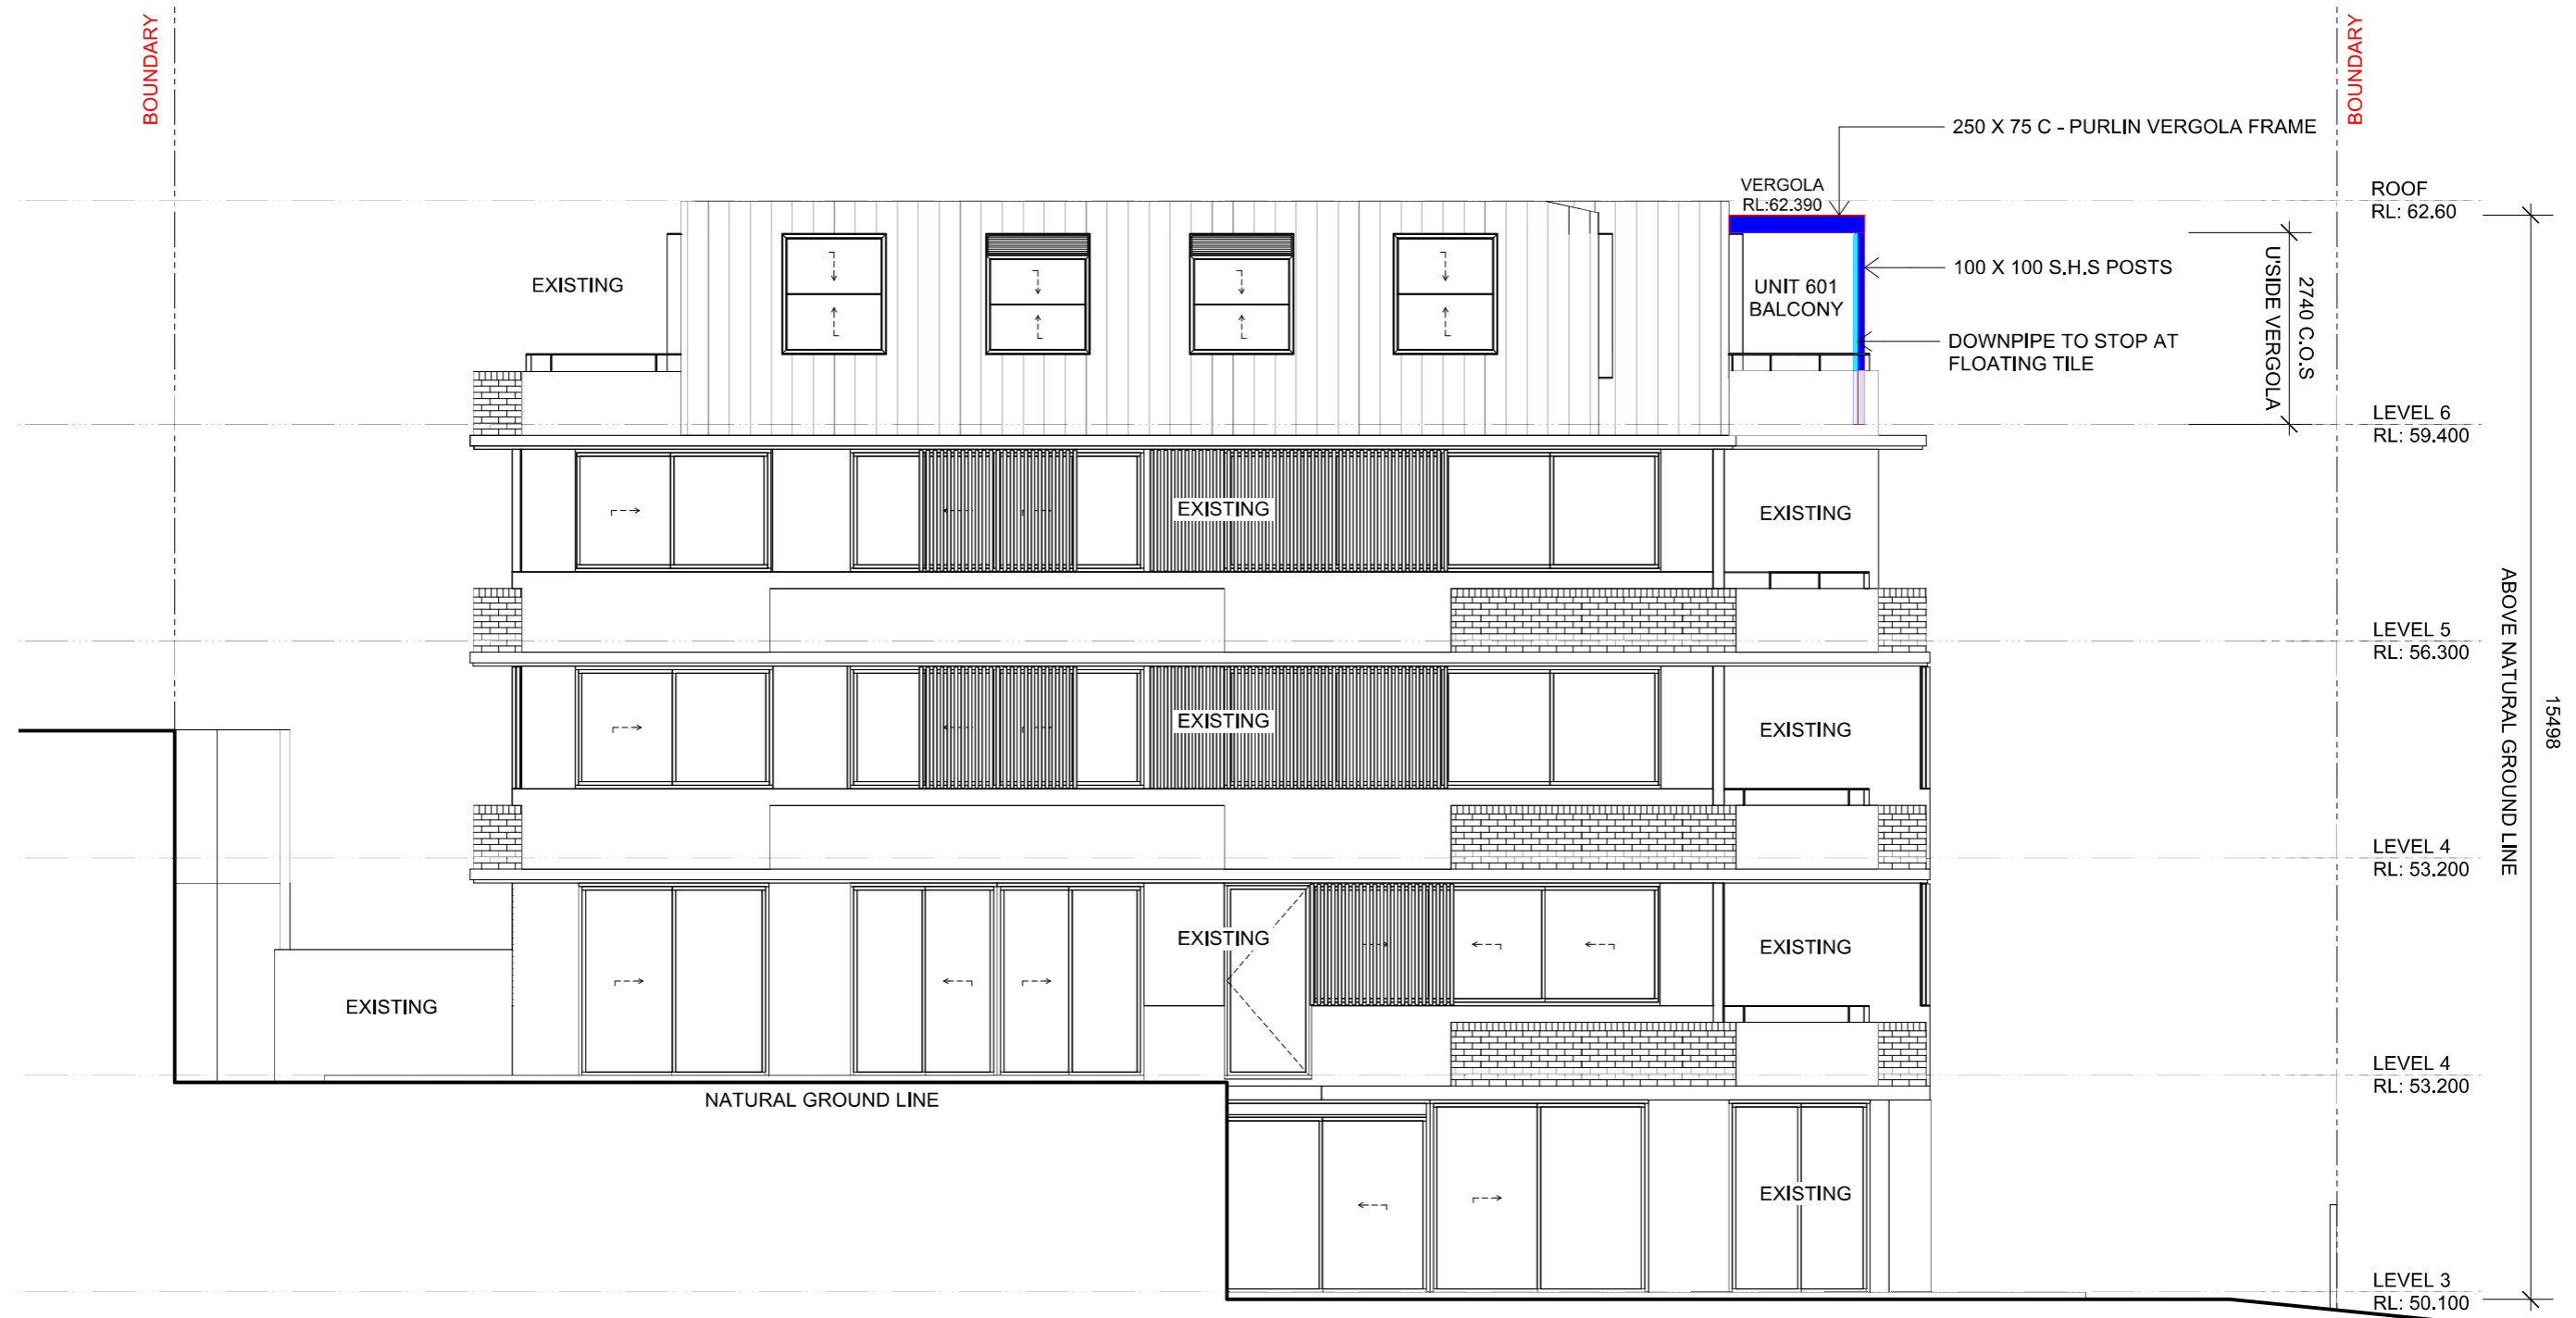 BOUNDARY
BOUNDARY
250 X 75 C - PURLIN VERGOLA FRAME
VERGOLA
RL:62.390
ROOF
RL: 62.60
EXISTING
UNIT 601
BALCONY
100 X 100 S.H.S POSTS
DOWNPIPE TO STOP AT
FLOATING TILE
2740 C.O.S
U'SIDE VERGOLA
LEVEL 6
RL: 59.400
EXISTING
EXISTING
LEVEL 5
RL: 56.300
EXISTING
EXISTING
15498
ABOVE NATURAL GROUND LINE
LEVEL 4
RL: 53.200
EXISTING
EXISTING
EXISTING
LEVEL 4
RL: 53.200
NATURAL GROUND LINE
EXISTING
LEVEL 3
RL: 50.100